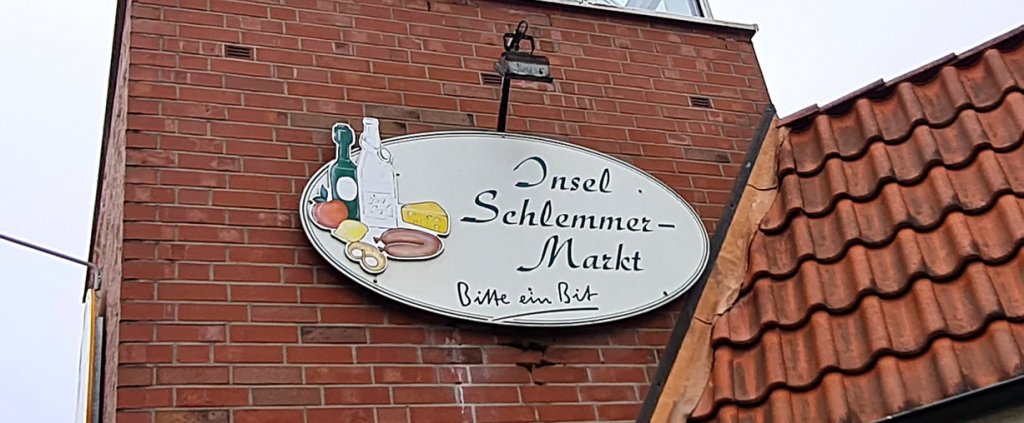 Insel
Schlemmer-
Markt
Bitte ein Bit